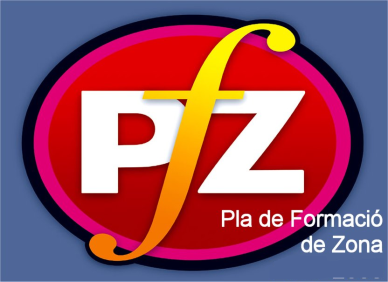 PfZ
Pla de Formació
de Zona